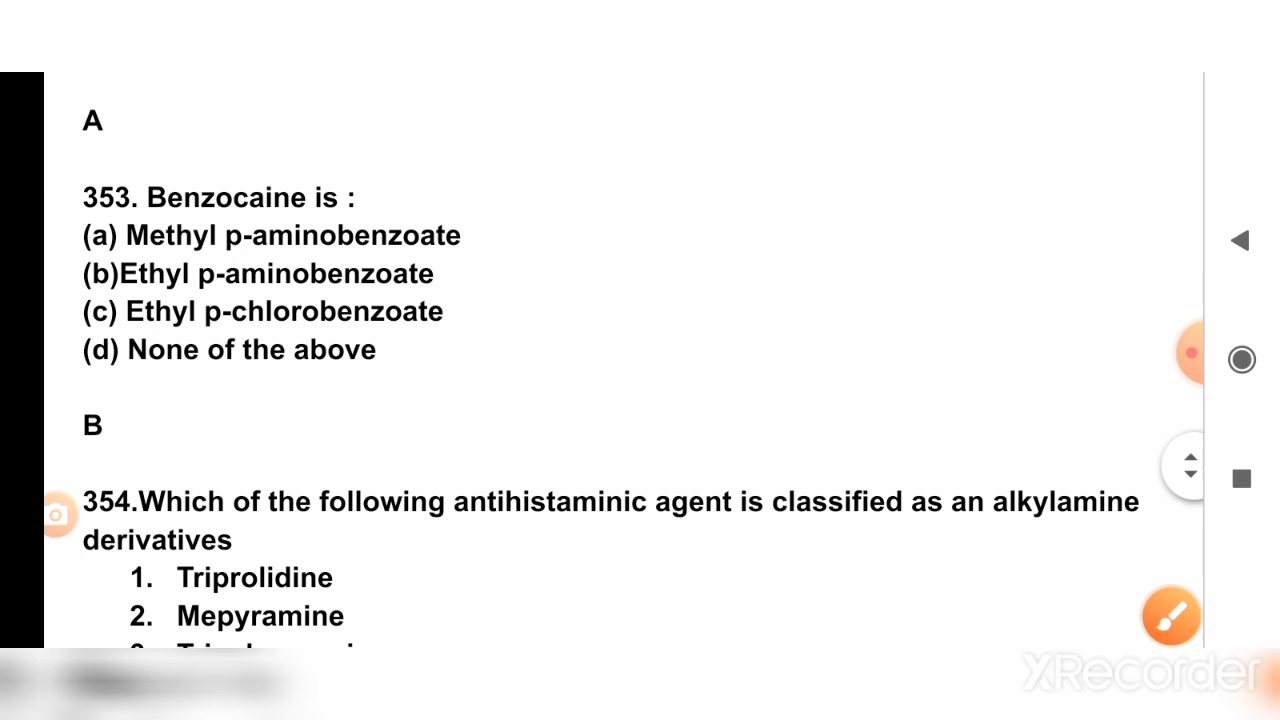 A
353. Benzocaine is :
(a) Methyl p-aminobenzoate
(b)Ethyl p-aminobenzoate
(c) Ethyl p-chlorobenzoate
(d) None of the above
B
354.Which of the following antihistaminic agent is classified as an alkylamine
derivatives
1. Triprolidine
2. Mepyramine
XRecorder